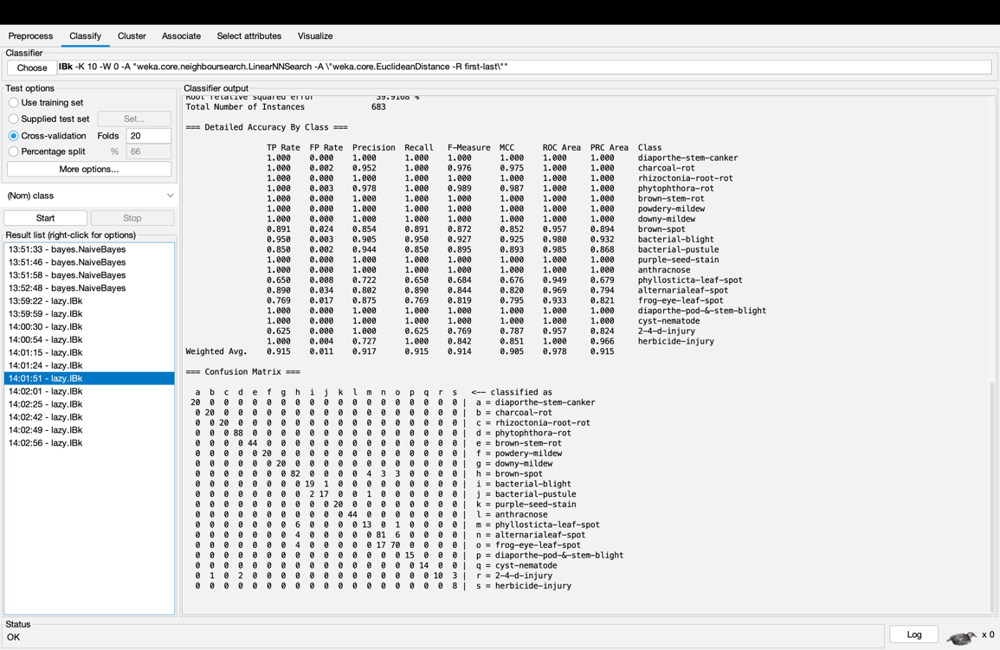 Preprocess Classify Cluster Associate Select attributes Visualize
Classifier
Choose IBk -K 10 -W 0 -A "weka.core.neighboursearch.LinearNNSearch -A \"weka.core.EuclideanDistance -R first-last\""
Test options
Use training set
Supplied test set Set...
Cross-validation Folds 20
Percentage split % 66
More options...
(Nom) class
Start Stop
Result list (right-click for options)
13:51:33 - bayes.NaiveBayes
13:51:46 - bayes.NaiveBayes
13:51:58 - bayes.NaiveBayes
13:52:48 - bayes.NaiveBayes
13:59:22 - lazy.IBk
13:59:59 - lazy.IBk
14:00:30 - lazy.IBk
14:00:54 - lazy.IBk
14:01:15 - lazy.IBk
14:01:24 - lazy.IBk
14:01:51 - lazy.IBk
14:02:01 - lazy.IBk
14:02:25 - lazy.IBk
14:02:42 - lazy.IBk
14:02:49 - lazy.IBk
14:02:56 - lazy.IBk
Classifier output
Root relative squared error 39.9168 %
Total Number of Instances 683
=== Detailed Accuracy By Class ===
TP Rate FP Rate Precision Recall F-Measure MCC ROC Area PRC Area Class
1.000 0.000 1.000 1.000 1.000 1.000 1.000 1.000 diaporthe-stem-canker
1.000 0.002 0.952 1.000 0.976 0.975 1.000 1.000 charcoal-rot
1.000 0.000 1.000 1.000 1.000 1.000 1.000 1.000 rhizoctonia-root-rot
1.000 0.003 0.978 1.000 0.989 0.987 1.000 1.000 phytophthora-rot
1.000 0.000 1.000 1.000 1.000 1.000 1.000 1.000 brown-stem-rot
1.000 0.000 1.000 1.000 1.000 1.000 1.000 1.000 powdery-mildew
1.000 0.000 1.000 1.000 1.000 1.000 1.000 1.000 downy-mildew
0.891 0.024 0.854 0.891 0.872 0.852 0.957 0.894 brown-spot
0.950 0.003 0.905 0.950 0.927 0.925 0.980 0.932 bacterial-blight
0.850 0.002 0.944 0.850 0.895 0.893 0.985 0.868 bacterial-pustule
1.000 0.000 1.000 1.000 1.000 1.000 1.000 1.000 purple-seed-stain
1.000 0.000 1.000 1.000 1.000 1.000 1.000 1.000 anthracnose
0.650 0.008 0.722 0.650 0.684 0.676 0.949 0.679 phyllosticta-leaf-spot
0.890 0.034 0.802 0.890 0.844 0.820 0.969 0.794 alternarialeaf-spot
0.769 0.017 0.875 0.769 0.819 0.795 0.933 0.821 frog-eye-leaf-spot
1.000 0.000 1.000 1.000 1.000 1.000 1.000 1.000 diaporthe-pod-&-stem-blight
1.000 0.000 1.000 1.000 1.000 1.000 1.000 1.000 cyst-nematode
0.625 0.000 1.000 0.625 0.769 0.787 0.957 0.824 2-4-d-injury
1.000 0.004 0.727 1.000 0.842 0.851 1.000 0.966 herbicide-injury
Weighted Avg. 0.915 0.011 0.917 0.915 0.914 0.905 0.978 0.915
=== Confusion Matrix ===
a b c d e f g h i j k l m n o p q r s <-- classified as
20 0 0 0 0 0 0 0 0 0 0 0 0 0 0 0 0 0 0 | a = diaporthe-stem-canker
0 20 0 0 0 0 0 0 0 0 0 0 0 0 0 0 0 0 0 | b = charcoal-rot
0 0 20 0 0 0 0 0 0 0 0 0 0 0 0 0 0 0 0 | c = rhizoctonia-root-rot
0 0 0 88 0 0 0 0 0 0 0 0 0 0 0 0 0 0 0 | d = phytophthora-rot
0 0 0 0 44 0 0 0 0 0 0 0 0 0 0 0 0 0 0 | e = brown-stem-rot
0 0 0 0 0 20 0 0 0 0 0 0 0 0 0 0 0 0 0 | f = powdery-mildew
0 0 0 0 0 0 20 0 0 0 0 0 0 0 0 0 0 0 0 | g = downy-mildew
0 0 0 0 0 0 0 82 0 0 0 0 4 3 3 0 0 0 0 | h = brown-spot
0 0 0 0 0 0 0 0 19 1 0 0 0 0 0 0 0 0 0 | i = bacterial-blight
0 0 0 0 0 0 0 0 2 17 0 0 1 0 0 0 0 0 0 | j = bacterial-pustule
0 0 0 0 0 0 0 0 0 0 20 0 0 0 0 0 0 0 0 | k = purple-seed-stain
0 0 0 0 0 0 0 0 0 0 0 44 0 0 0 0 0 0 0 | l = anthracnose
0 0 0 0 0 0 0 6 0 0 0 0 13 0 1 0 0 0 0 | m = phyllosticta-leaf-spot
0 0 0 0 0 0 0 4 0 0 0 0 0 81 6 0 0 0 0 | n = alternarialeaf-spot
0 0 0 0 0 0 0 4 0 0 0 0 0 17 70 0 0 0 0 | o = frog-eye-leaf-spot
0 0 0 0 0 0 0 0 0 0 0 0 0 0 0 15 0 0 0 | p = diaporthe-pod-&-stem-blight
0 0 0 0 0 0 0 0 0 0 0 0 0 0 0 0 14 0 0 | q = cyst-nematode
0 1 0 2 0 0 0 0 0 0 0 0 0 0 0 0 0 10 3 | r = 2-4-d-injury
0 0 0 0 0 0 0 0 0 0 0 0 0 0 0 0 0 0 8 | s = herbicide-injury
Status
OK
Log x 0